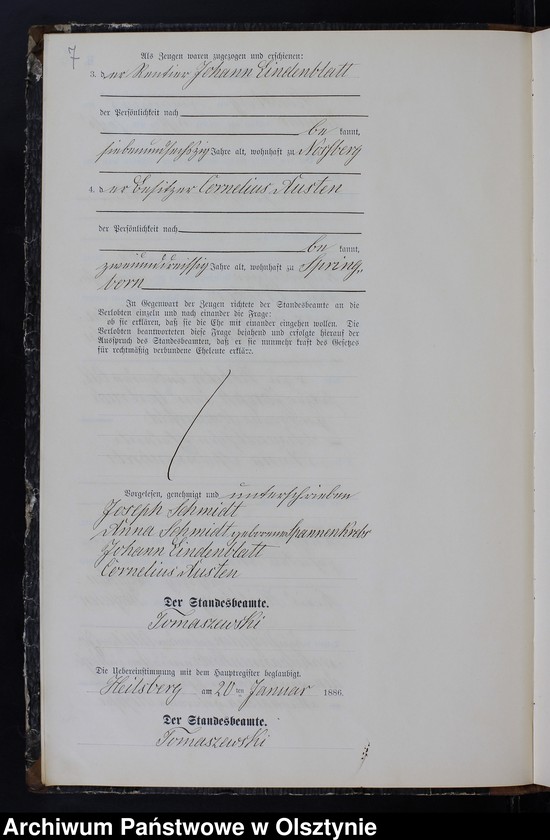 7
Als Zeugen waren zugezogen und erschienen:
3. der Rentier Johann Lindenblatt
der Persönlichkeit nach
be kannt,
siebenundsechszig Jahre alt, wohnhaft zu
4. der Besitzer Cornelius Austen
der Persönlichkeit nach
be kannt,
zweiunddreissig Jahre alt, wohnhaft zu Spring-
born
In Gegenwart der Zeugen richtete der Standesbeamte an die
Verlobten einzeln und nach einander die Frage:
ob sie erklären, daß sie die Ehe mit einander eingehen wollen. Die
Verlobten beantworteten diese Frage bejahend und erfolgte hierauf der
Ausspruch des Standesbeamten, daß er sie nunmehr kraft des Gesetzes
für rechtmäßig verbundene Eheleute erkläre.
Vorgelesen, genehmigt und unterschrieben
Joseph Schmidt
Anna Schmidt geborene Spannenkrebs
Johann Lindenblatt
Cornelius Austen
Der Standesbeamte.
Tomaszewski
Die Uebereinstimmung mit dem Hauptregister beglaubigt.
Heilsberg am 20 ten Januar 1886.
Der Standesbeamte.
Tomaszewski
Archiwum Państwowe w Olsztynie